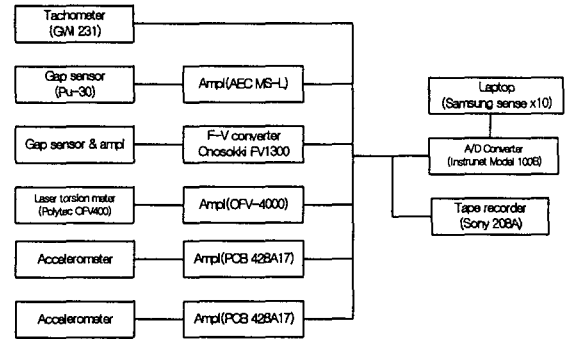 Tachometer
(GWI 231)
Gap sensor
(Pu-30)
Ampl(AEC MS-L)
Gap sensor & ampl
F-V converter
Onosokki FV1300
Laser torsion mater
(Polytec OFV400)
Ampl(OFV-4000)
Accelerometer
Ampl(PCB 428A17)
Accelerometer
Ampl(PCB 428A17)
Laptop
(Samsung sense x10)
A/D Converter
(Instrunet Model 100B)
Tape recorder
(Sony 208A)